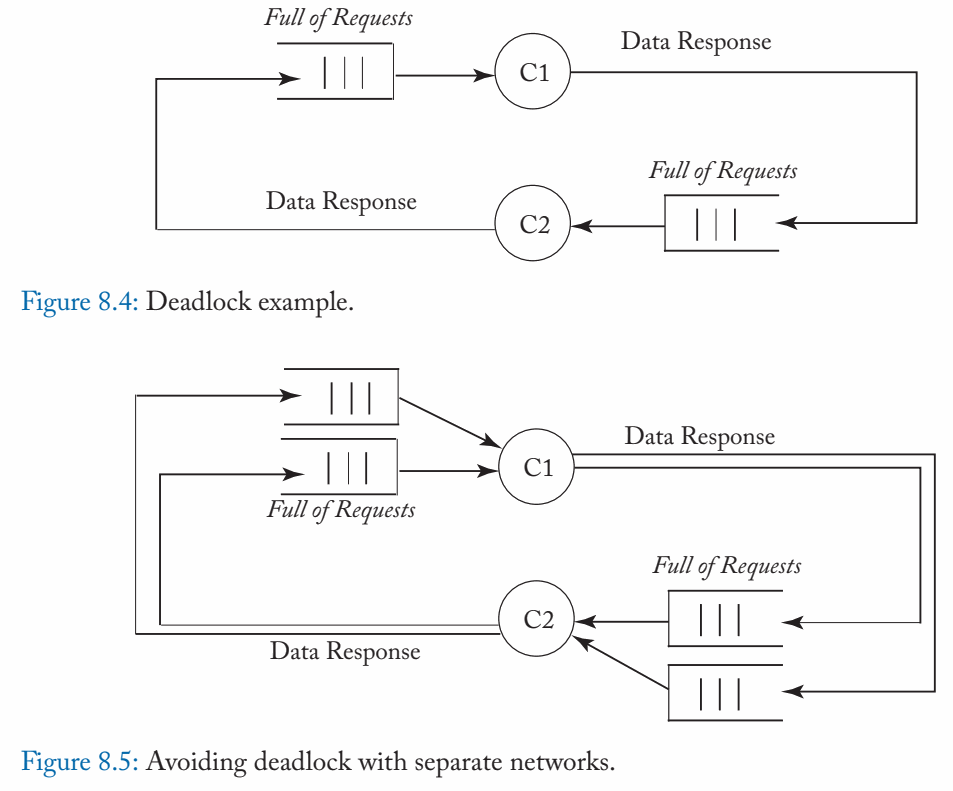 Full of Requests
C1
Data Response
Full of Requests
Data Response
C2
Figure 8.4: Deadlock example.
Data Response
C1
Full of Requests
Full of Requests
C2
Data Response
Figure 8.5: Avoiding deadlock with separate networks.